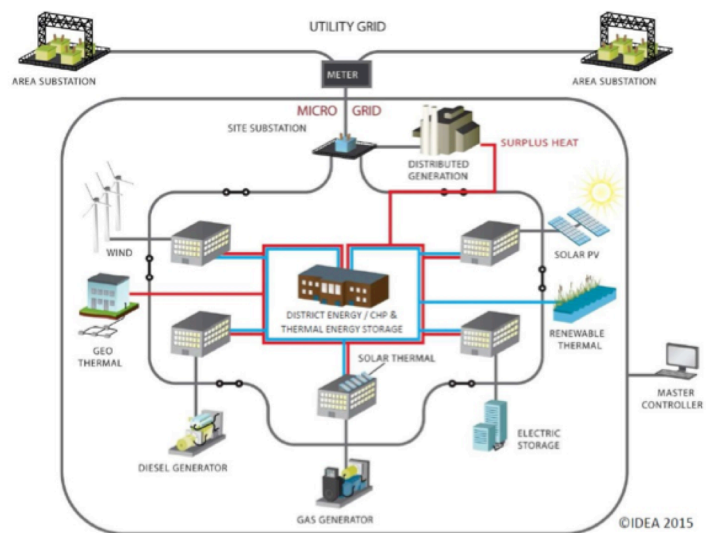 UTILITY GRID
AREA SUBSTATION
METER
AREA SUBSTATION
MICRO GRID
SITE SUBSTATION
DISTRIBUTED
GENERATION
SURPLUS HEAT
WIND
SOLAR PV
DISTRICT ENERGY / CHP &
THERMAL ENERGY STORAGE
GEO
THERMAL
RENEWABLE
THERMAL
SOLAR THERMAL
MASTER
CONTROLLER
ELECTRIC
STORAGE
DIESEL GENERATOR
GAS GENERATOR
©IDEA 2015